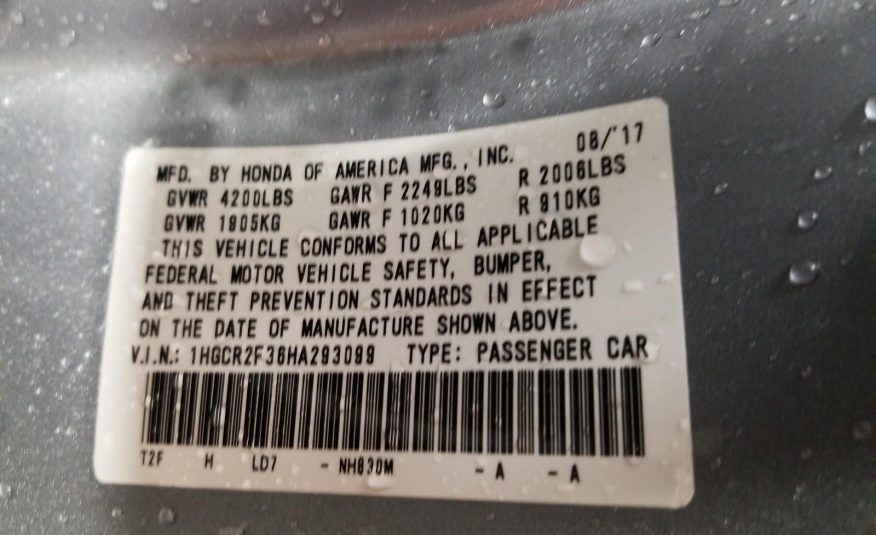 MFD. BY HONDA OF AMERICA MFG., INC. 08/'17
GVWR 4200LBS GAWR F 2249LBS R 2006LBS
GVWR 1905KG GAWR F 1020KG R 910KG
THIS VEHICLE CONFORMS TO ALL APPLICABLE
FEDERAL MOTOR VEHICLE SAFETY, BUMPER,
AND THEFT PREVENTION STANDARDS IN EFFECT
ON THE DATE OF MANUFACTURE SHOWN ABOVE.
V.I.N.: 1HGCR2F36HA293099 TYPE: PASSENGER CAR
T2F H LD7 - NH830M - A - A